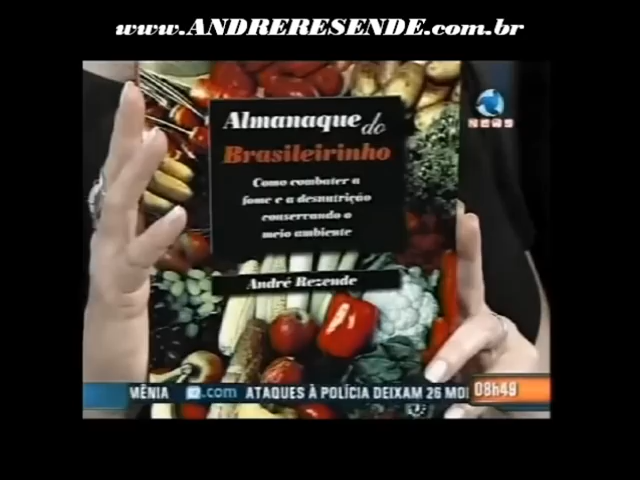 www.ANDRERESENDE.com.br
Almanaque do
Brasileirinho
Como combater a
fome e a desnutrição
conservando o
meio ambiente
André Rezende
NEWS
MÊNIA .com ATAQUES À POLÍCIA DEIXAM 26 MO
08h49